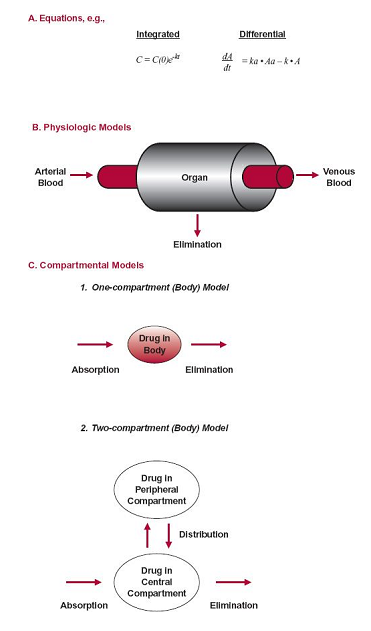 A. Equations, e.g.,
Integrated Differential
C = C(0)e^-kt dA/dt = ka • Aa – k • A
B. Physiologic Models
Arterial
Blood
Organ
Venous
Blood
Elimination
C. Compartmental Models
1. One-compartment (Body) Model
Drug in
Body
Absorption Elimination
2. Two-compartment (Body) Model
Drug in
Peripheral
Compartment
Distribution
Drug in
Central
Compartment
Absorption Elimination